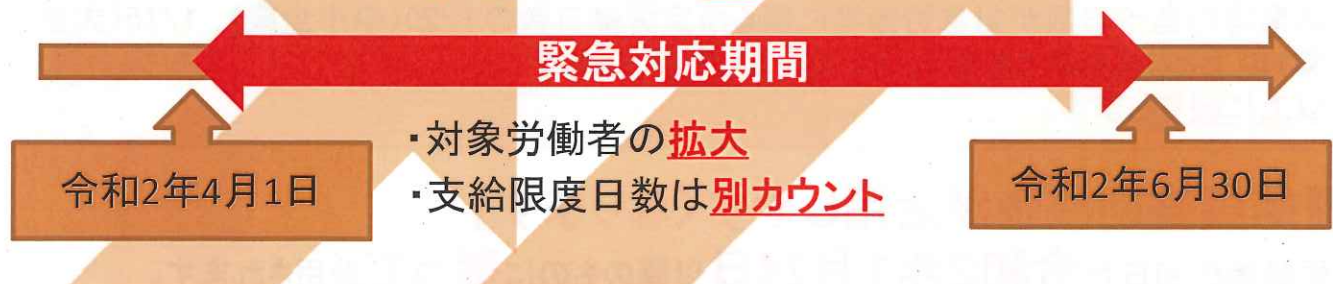 緊急対応期間
・対象労働者の拡大
・支給限度日数は別カウント
令和2年4月1日
令和2年6月30日